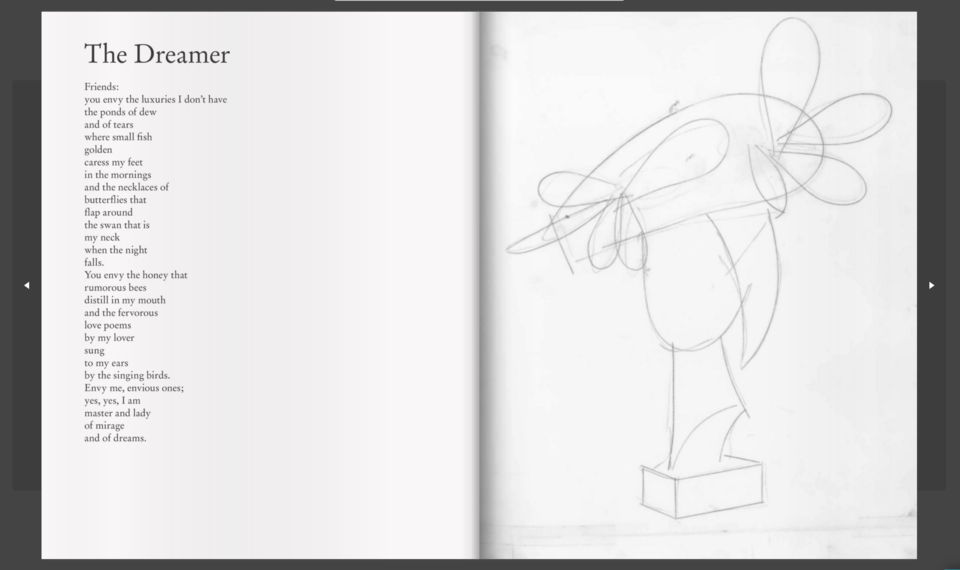 The Dreamer
Friends:
you envy the luxuries I don't have
the ponds of dew
and of tears
where small fish
golden
caress my feet
in the mornings
and the necklaces of
butterflies that
flap around
the swan that is
my neck
when the night
falls.
You envy the honey that
rumorous bees
distill in my mouth
and the fervorous
love poems
by my lover
sung
to my ears
by the singing birds.
Envy me, envious ones;
yes, yes, I am
master and lady
of mirage
and of dreams.